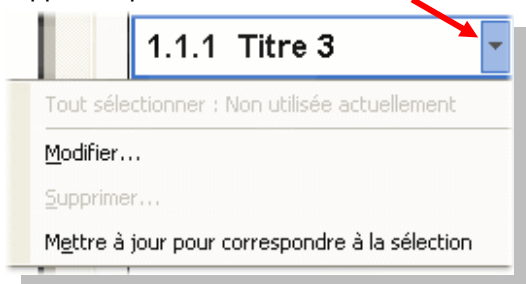 1.1.1 Titre 3
Tout sélectionner : Non utilisée actuellement
Modifier...
Supprimer...
Mettre à jour pour correspondre à la sélection